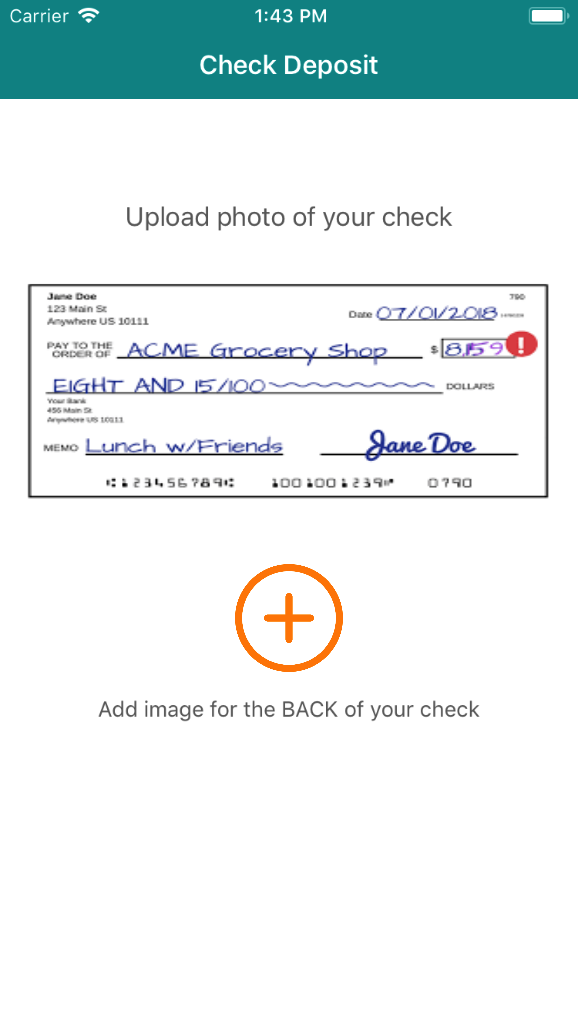 Carrier 1:43 PM
Check Deposit
Upload photo of your check
Jane Doe 790
123 Main St
Anywhere US 10111
Date 07/01/2018
PAY TO THE
ORDER OF ACME Grocery Shop $ 8,159 !
EIGHT AND 15/100 DOLLARS
Your Bank
456 Main St
Anywhere US 10111
MEMO Lunch w/Friends Jane Doe
⑆123456789⑆ 1001001239⑈ 0790
Add image for the BACK of your check